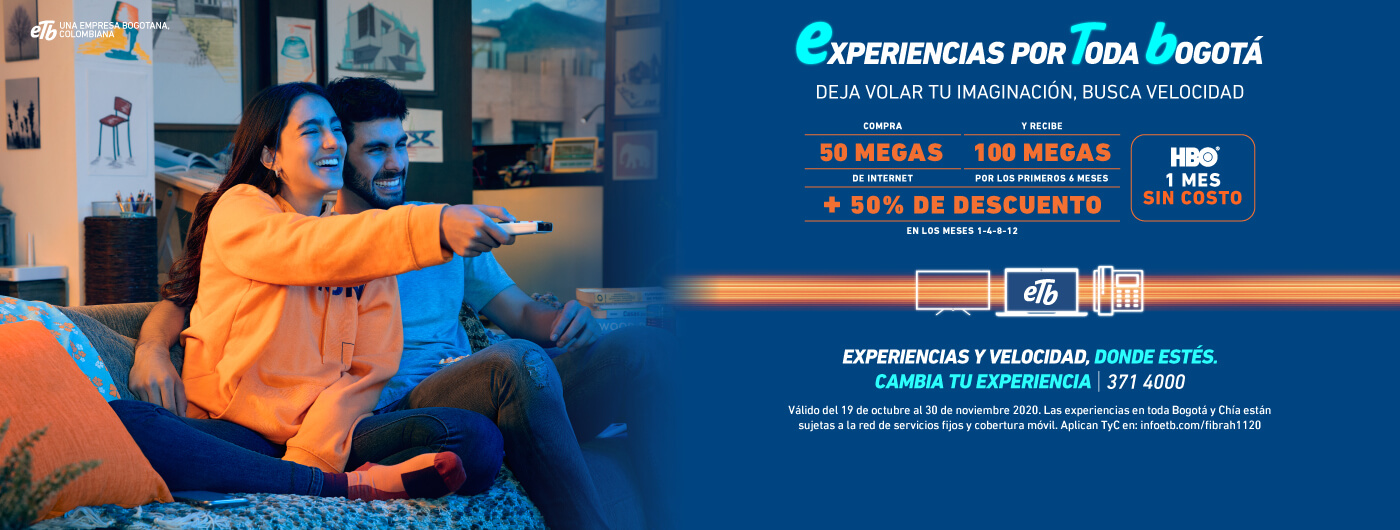 eTb UNA EMPRESA BOGOTANA,
COLOMBIANA
eXPERIENCIAS POR TODA bOGOTÁ
DEJA VOLAR TU IMAGINACIÓN, BUSCA VELOCIDAD
COMPRA
50 MEGAS
DE INTERNET
Y RECIBE
100 MEGAS
POR LOS PRIMEROS 6 MESES
+ 50% DE DESCUENTO
EN LOS MESES 1-4-8-12
HBO®
1 MES
SIN COSTO
eTb
EXPERIENCIAS Y VELOCIDAD, DONDE ESTÉS.
CAMBIA TU EXPERIENCIA | 371 4000
Válido del 19 de octubre al 30 de noviembre 2020. Las experiencias en toda Bogotá y Chía están
sujetas a la red de servicios fijos y cobertura móvil. Aplican TyC en: infoetb.com/fibrah1120